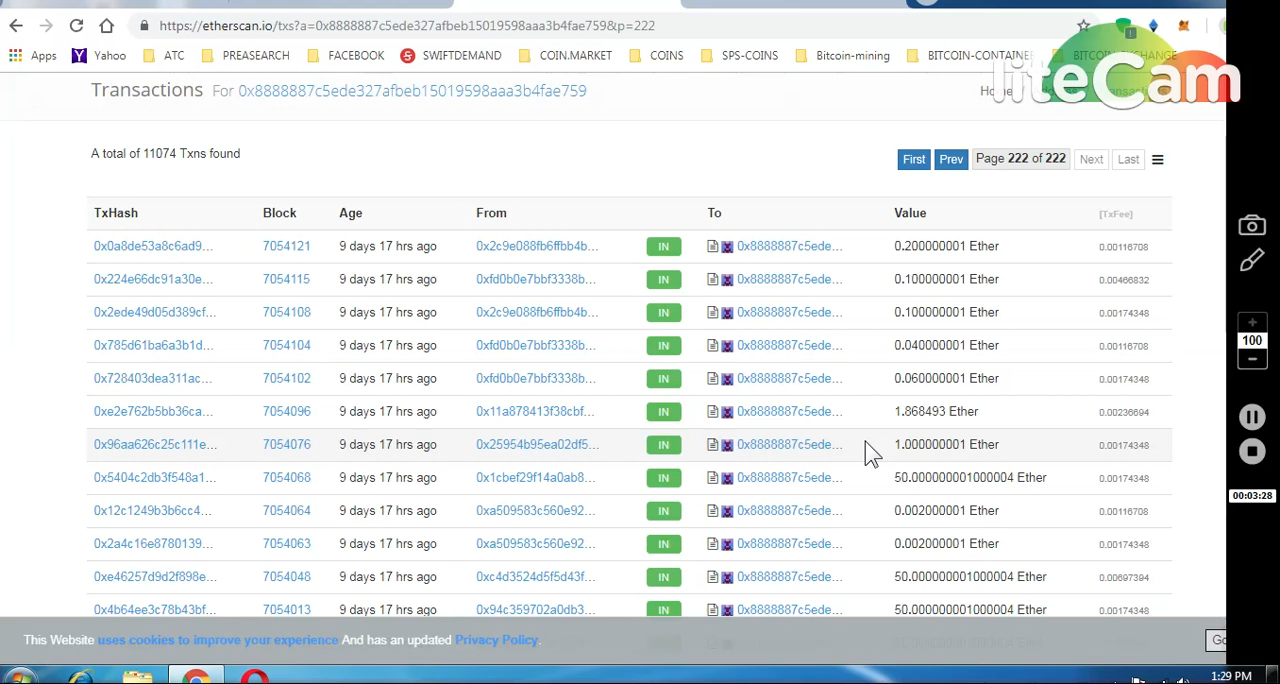 https://etherscan.io/txs?a=0x8888887c5ede327afbeb15019598aaa3b4fae759&p=222
Apps Yahoo ATC PREASEARCH FACEBOOK SWIFTDEMAND COIN.MARKET COINS SPS-COINS Bitcoin-mining BITCOIN-CONTAINE
liteCam
Transactions For 0x8888887c5ede327afbeb15019598aaa3b4fae759
A total of 11074 Txns found
First Prev Page 222 of 222 Next Last
TxHash Block Age From To Value [TxFee]
0x0a8de53a8c6ad9... 7054121 9 days 17 hrs ago 0x2c9e088fb6ffbb4b... IN 0x8888887c5ede... 0.200000001 Ether 0.00116708
0x224e66dc91a30e... 7054115 9 days 17 hrs ago 0xfd0b0e7bbf3338b... IN 0x8888887c5ede... 0.100000001 Ether 0.00466832
0x2ede49d05d389cf... 7054108 9 days 17 hrs ago 0x2c9e088fb6ffbb4b... IN 0x8888887c5ede... 0.100000001 Ether 0.00174348
0x785d61ba6a3b1d... 7054104 9 days 17 hrs ago 0xfd0b0e7bbf3338b... IN 0x8888887c5ede... 0.040000001 Ether 0.00116708
0x728403dea311ac... 7054102 9 days 17 hrs ago 0xfd0b0e7bbf3338b... IN 0x8888887c5ede... 0.060000001 Ether 0.00174348
0xe2e762b5bb36ca... 7054096 9 days 17 hrs ago 0x11a878413f38cbf... IN 0x8888887c5ede... 1.868493 Ether 0.00236694
0x96aa626c25c111e... 7054076 9 days 17 hrs ago 0x25954b95ea02df5... IN 0x8888887c5ede... 1.000000001 Ether 0.00174348
0x5404c2db3f548a1... 7054068 9 days 17 hrs ago 0x1cbef29f14a0ab8... IN 0x8888887c5ede... 50.000000001000004 Ether 0.00174348
0x12c1249b3b6cc4... 7054064 9 days 17 hrs ago 0xa509583c560e92... IN 0x8888887c5ede... 0.002000001 Ether 0.00116708
0x2a4c16e8780139... 7054063 9 days 17 hrs ago 0xa509583c560e92... IN 0x8888887c5ede... 0.002000001 Ether 0.00174348
0xe46257d9d2f898e... 7054048 9 days 17 hrs ago 0xc4d3524d5f5d43f... IN 0x8888887c5ede... 50.000000001000004 Ether 0.00697394
0x4b64ee3c78b43bf... 7054013 9 days 17 hrs ago 0x94c359702a0db3... IN 0x8888887c5ede... 50.000000001000004 Ether 0.00174348
This Website uses cookies to improve your experience And has an updated Privacy Policy.
100
00:03:28
1:29 PM